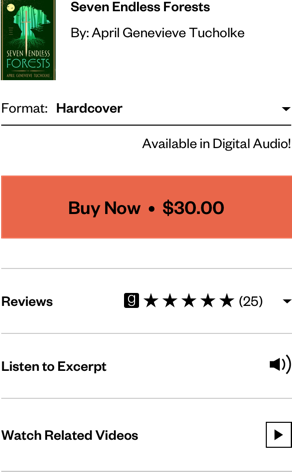 SEVEN ENDLESS
FORESTS
APRIL GENEVIEVE TUCHOLKE
Seven Endless Forests
By: April Genevieve Tucholke
Format: Hardcover
Available in Digital Audio!
Buy Now • $30.00
Reviews g ★★★★★ (25)
Listen to Excerpt
Watch Related Videos